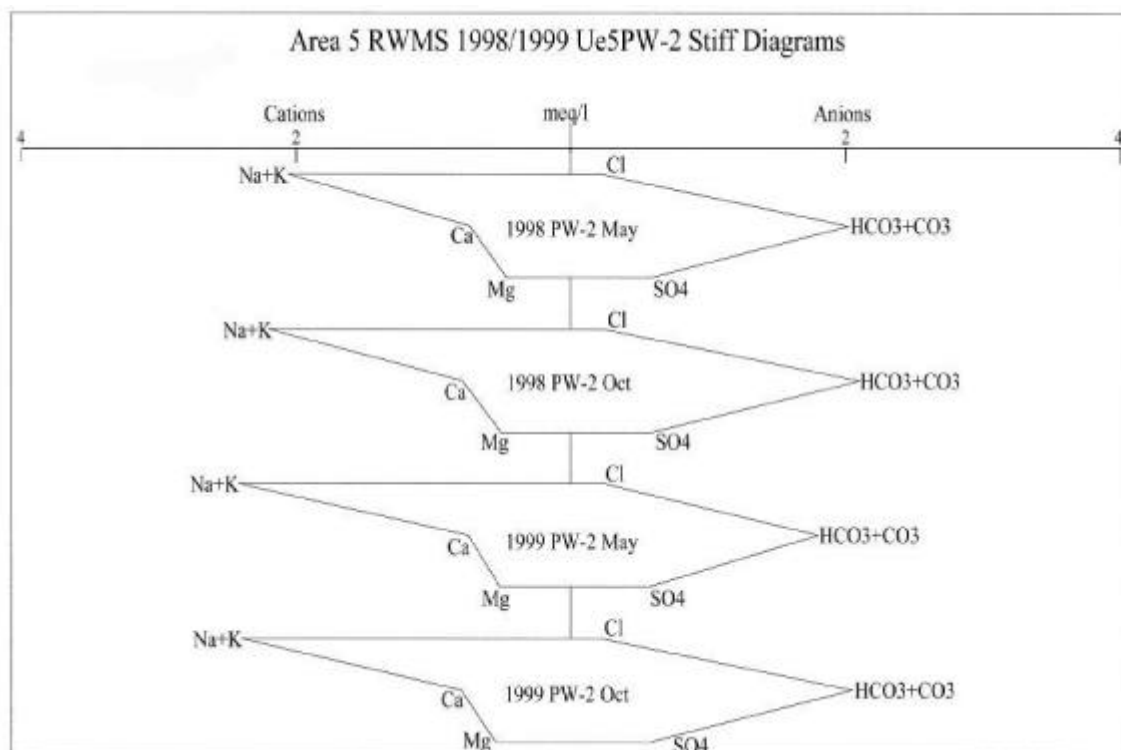 Area 5 RWMS 1998/1999 Ue5PW-2 Stiff Diagrams
Cations meq/l Anions
4 2 2 4
Na+K Cl
Ca 1998 PW-2 May HCO3+CO3
Mg SO4
Na+K Cl
Ca 1998 PW-2 Oct HCO3+CO3
Mg SO4
Na+K Cl
Ca 1999 PW-2 May HCO3+CO3
Mg SO4
Na+K Cl
Ca 1999 PW-2 Oct HCO3+CO3
Mg SO4